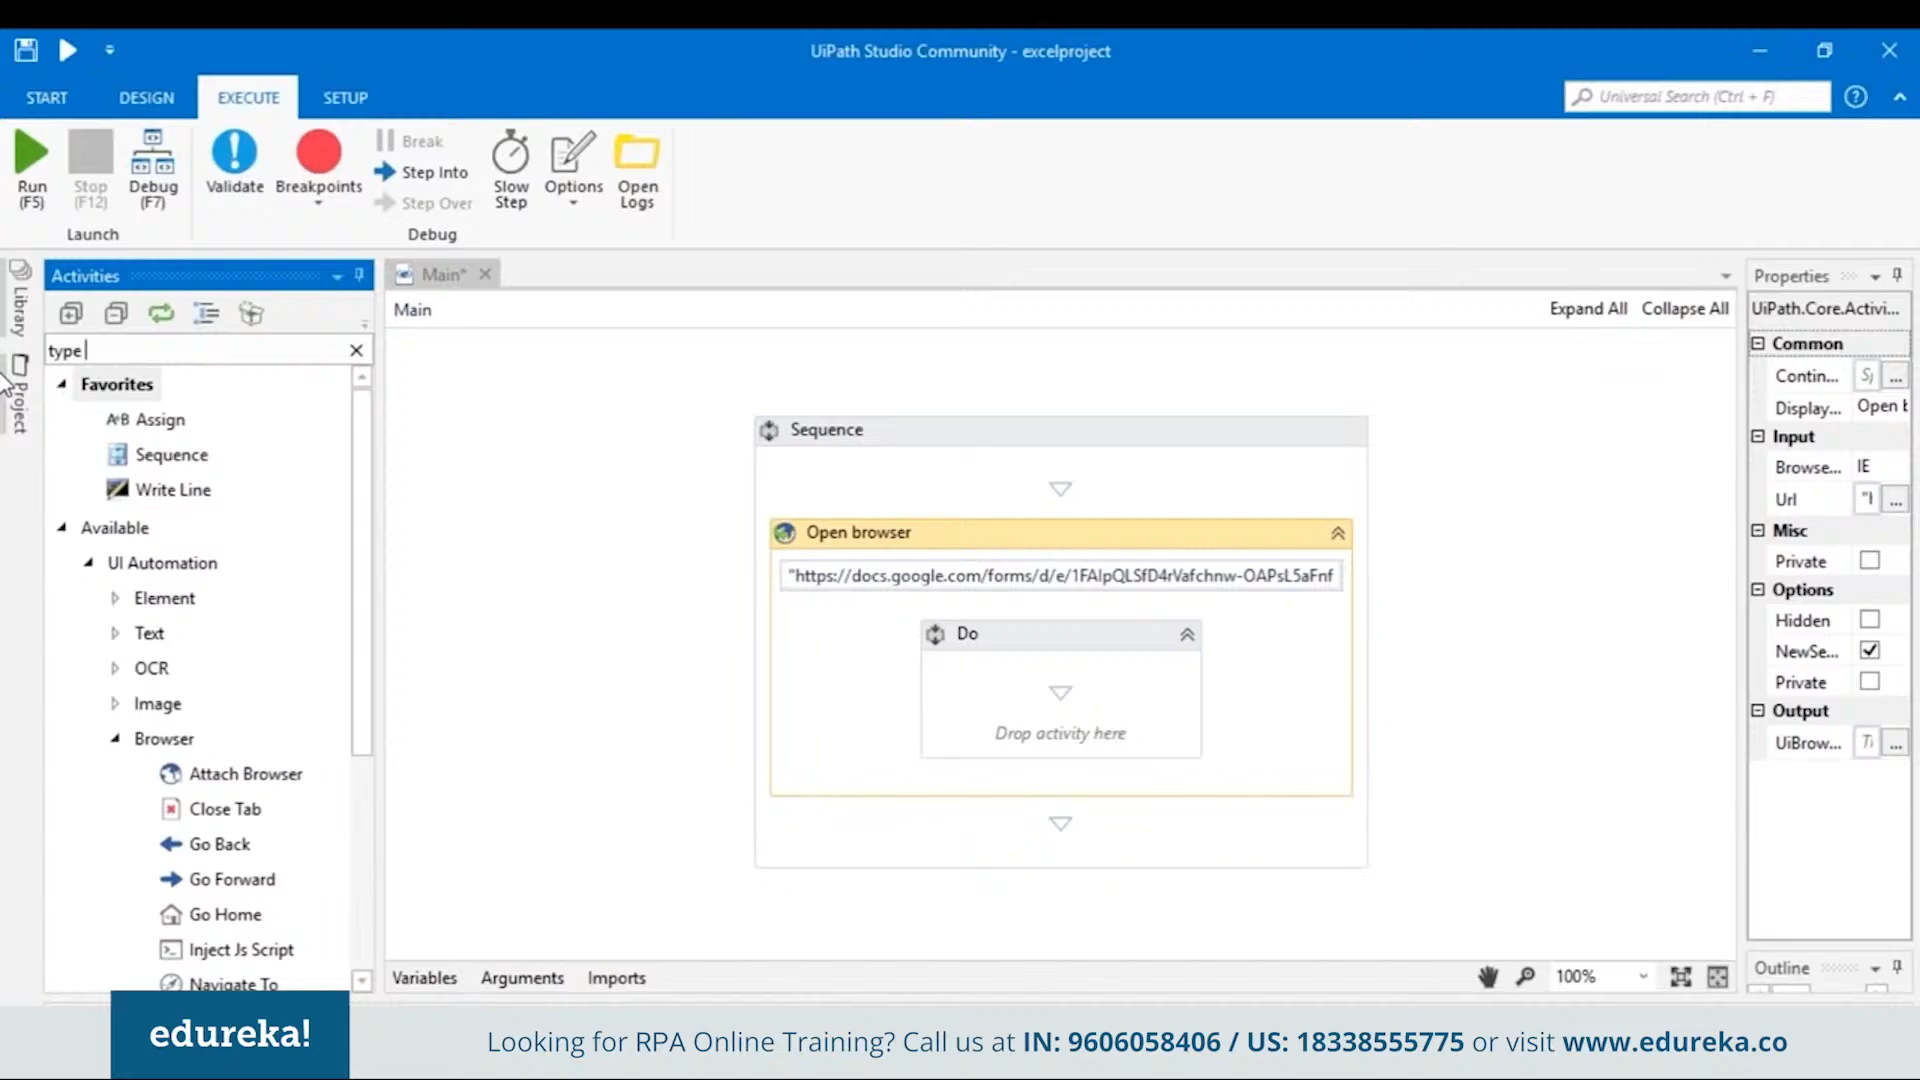 UiPath Studio Community - excelproject
START DESIGN EXECUTE SETUP
Universal Search (Ctrl + F)
Run
(F5)
Stop
(F12)
Debug
(F7)
Launch
Validate
Breakpoints
Break
Step Into
Step Over
Slow
Step
Options
Open
Logs
Debug
Library
Project
Activities
type
Favorites
Assign
Sequence
Write Line
Available
UI Automation
Element
Text
OCR
Image
Browser
Attach Browser
Close Tab
Go Back
Go Forward
Go Home
Inject Js Script
Navigate To
Main*
Main
Expand All Collapse All
Sequence
Open browser
"https://docs.google.com/forms/d/e/1FAIpQLSfD4rVafchnw-OAPsL5aFnf
Do
Drop activity here
Variables Arguments Imports
100%
Properties
UiPath.Core.Activi...
Common
Contin...
Display... Open b
Input
Browse... IE
Url "h ...
Misc
Private
Options
Hidden
NewSe...
Private
Output
UiBrow...
Outline
edureka!
Looking for RPA Online Training? Call us at IN: 9606058406 / US: 18338555775 or visit www.edureka.co